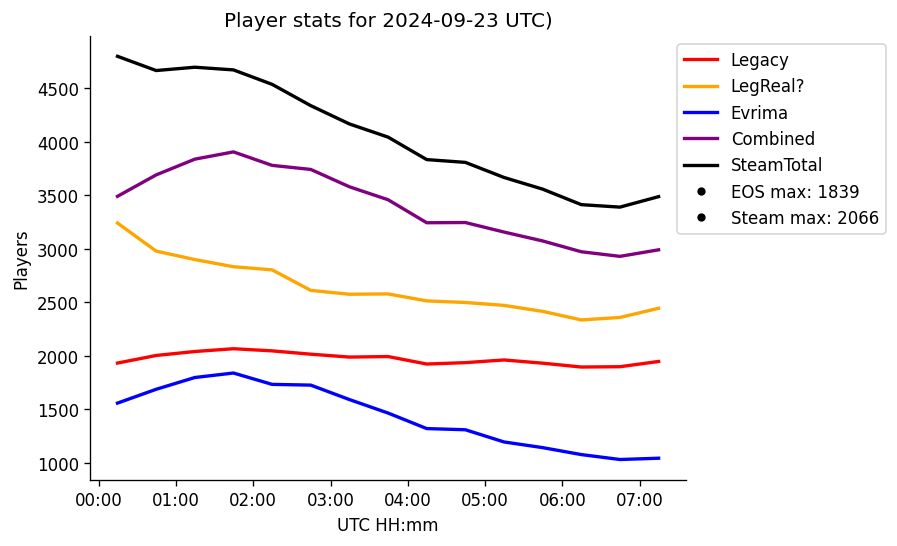 Player stats for 2024-09-23 UTC)
Players
4500
4000
3500
3000
2500
2000
1500
1000
00:00 01:00 02:00 03:00 04:00 05:00 06:00 07:00
UTC HH:mm
Legacy
LegReal?
Evrima
Combined
SteamTotal
EOS max: 1839
Steam max: 2066